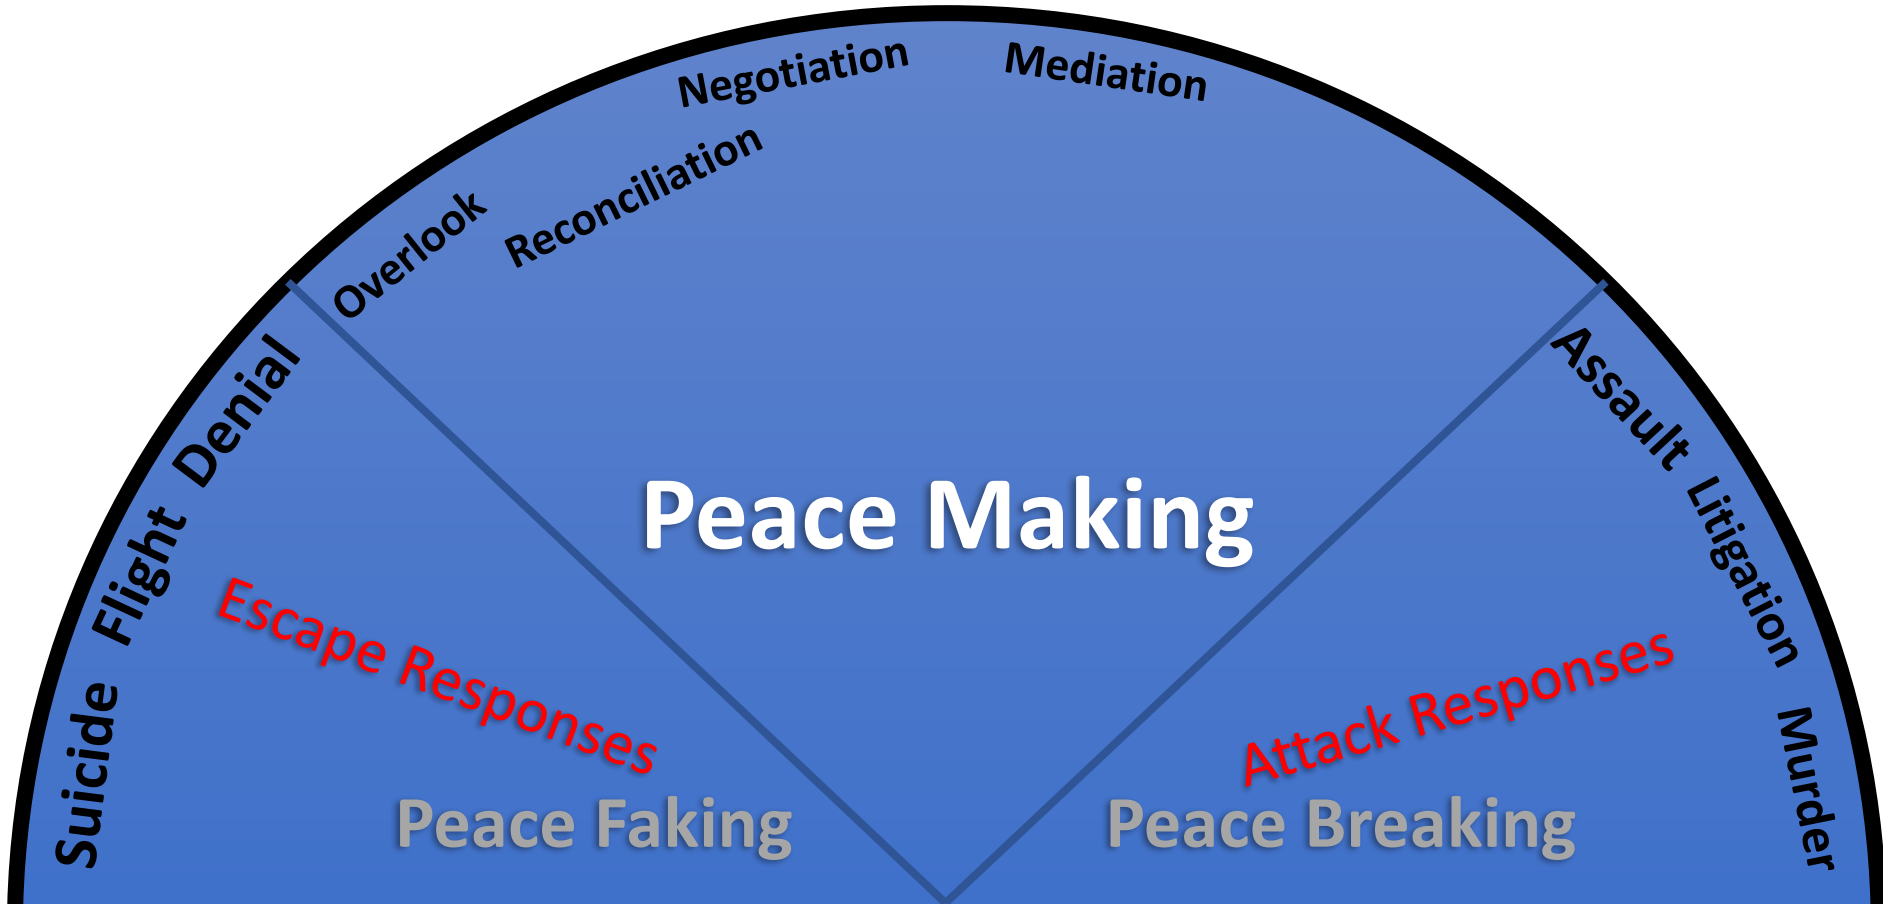 Negotiation
Mediation
Reconciliation
Overlook
Denial
Flight
Suicide
Assault
Litigation
Murder
Peace Making
Escape Responses
Attack Responses
Peace Faking
Peace Breaking